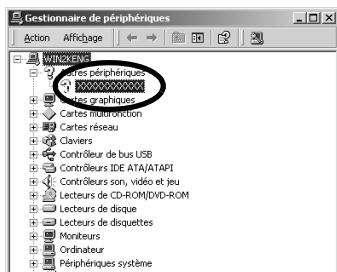 Gestionnaire de périphériques
Action Affichage
WIN2KENG
Autres périphériques
XXXXXXXXXXXX
Cartes graphiques
Cartes multifonction
Cartes réseau
Claviers
Contrôleur de bus USB
Contrôleurs IDE ATA/ATAPI
Contrôleurs son, vidéo et jeu
Lecteurs de CD-ROM/DVD-ROM
Lecteurs de disque
Lecteurs de disquettes
Moniteurs
Ordinateur
Périphériques système